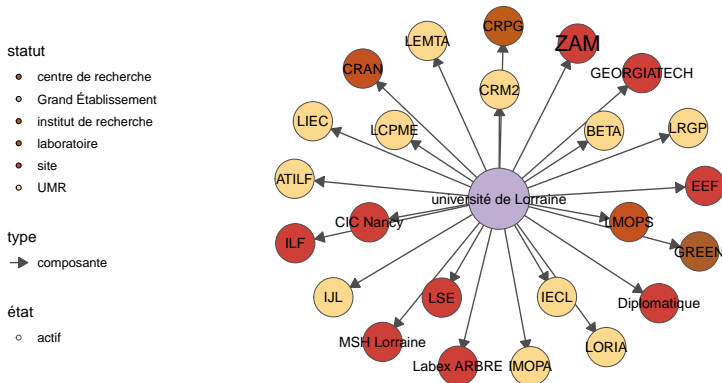 statut
centre de recherche
Grand Établissement
institut de recherche
laboratoire
site
UMR
type
composante
état
actif
CRPG
LEMTA
ZAM
CRAN
GEORGIATECH
CRM2
LIEC
LCPME
BETA
LRGP
ATILF
EEF
université de Lorraine
CIC Nancy
LMOPS
ILF
GREEN
IJL
LSE
IECL
Diplomatique
MSH Lorraine
LORIA
Labex ARBRE
IMOPA